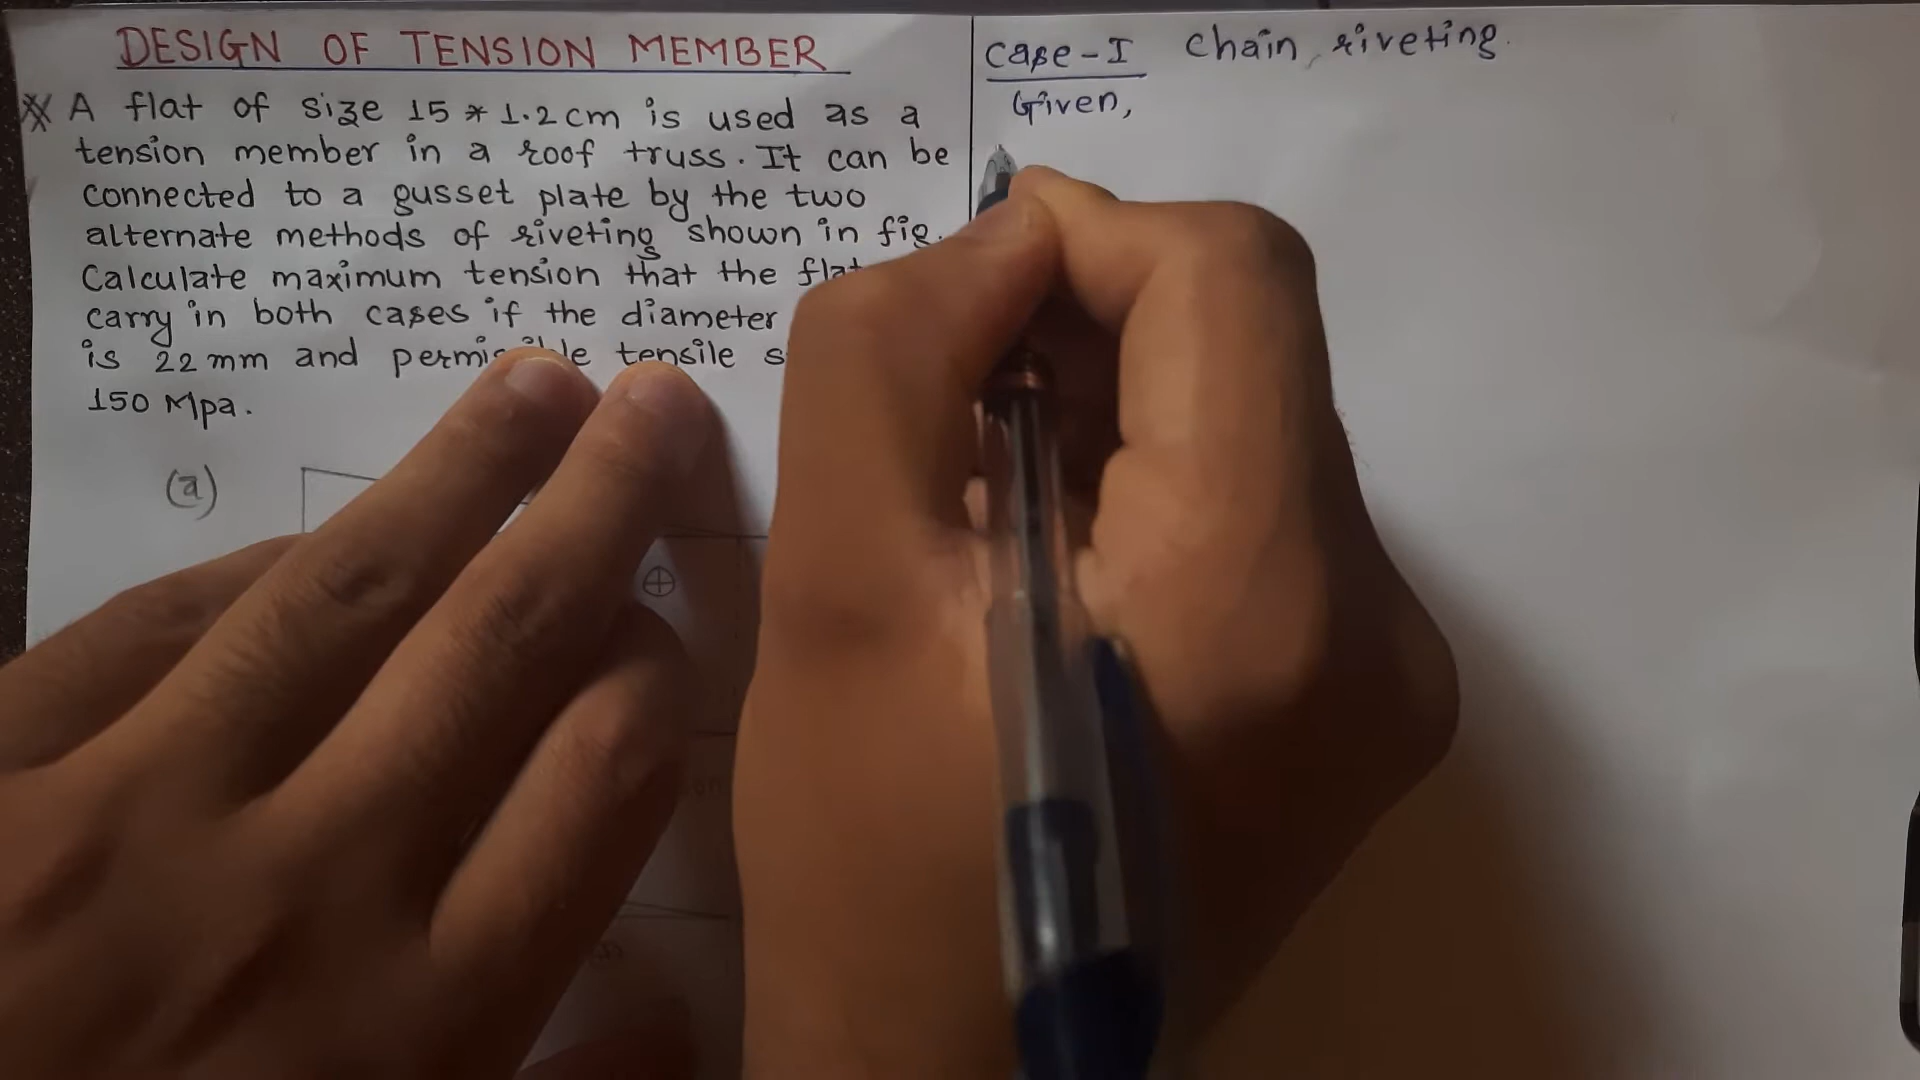 DESIGN OF TENSION MEMBER
A flat of size 15 * 1.2 cm is used as a
tension member in a roof truss. It can be
connected to a gusset plate by the two
alternate methods of rivetings shown in fig.
Calculate maximum tension that the flat
carry in both cases if the diameter
is 22 mm and tensile
150 Mpa.
(a)
Case-I Chain riveting
Given,